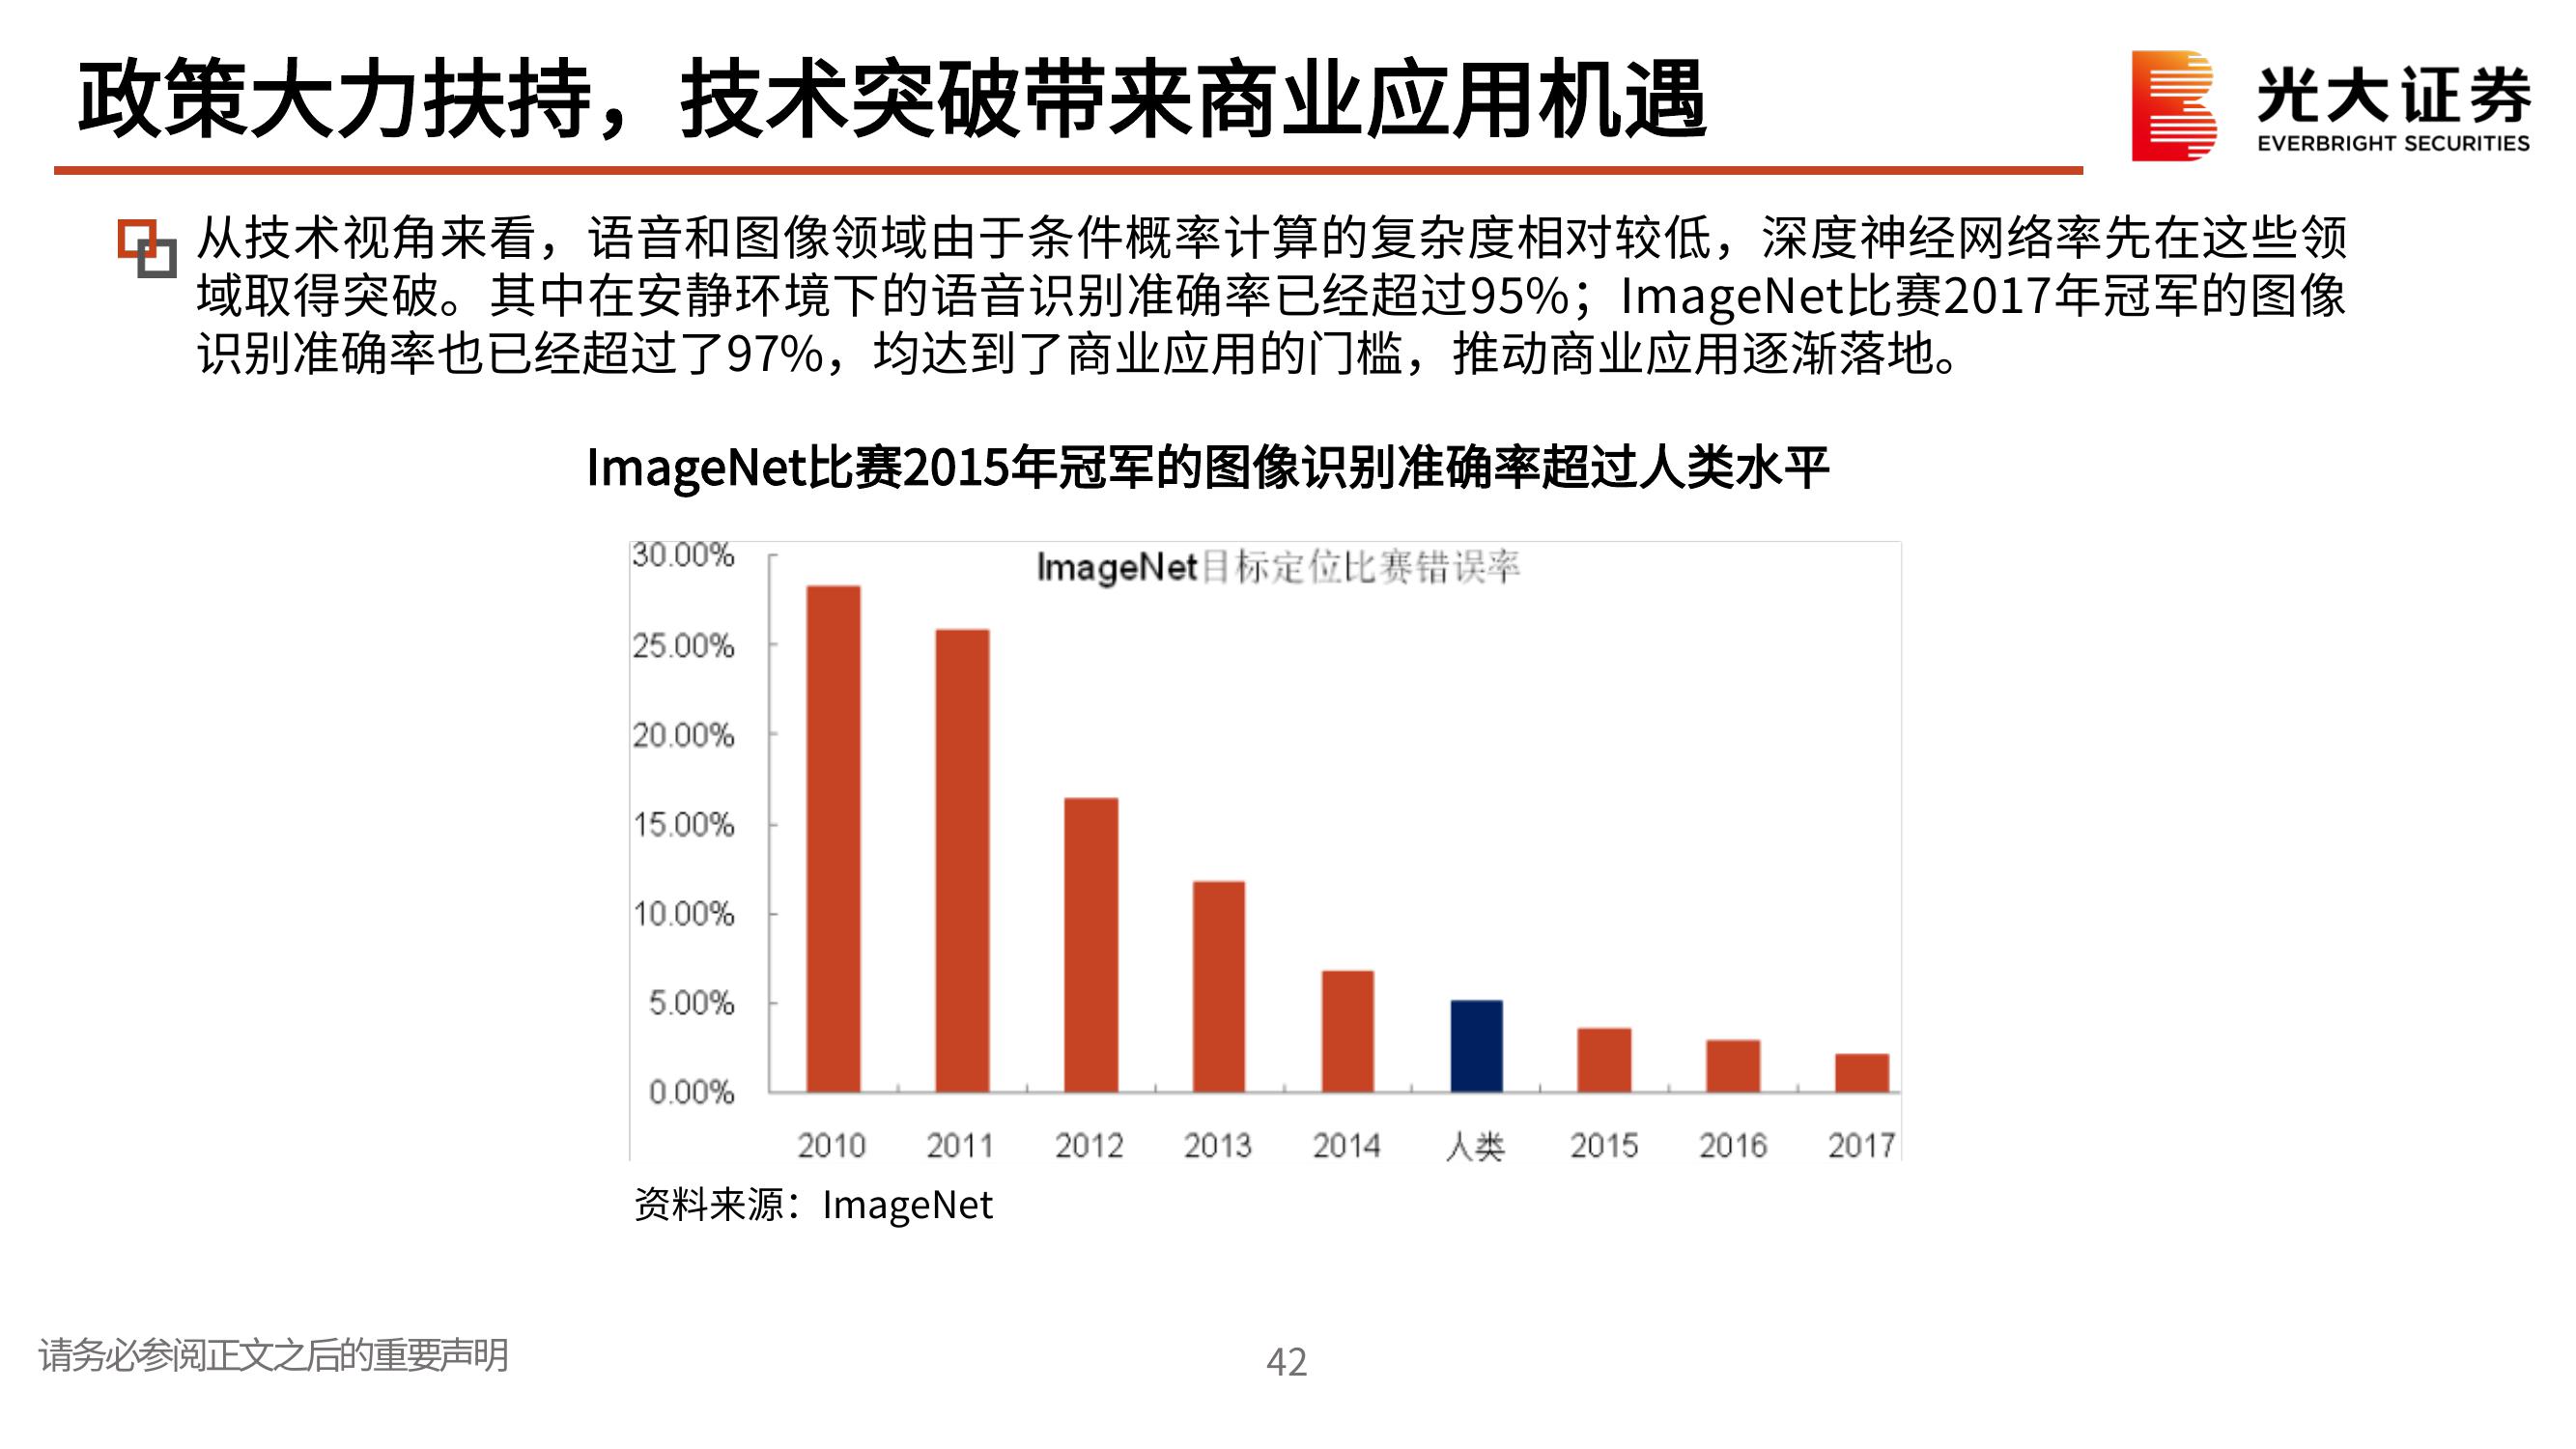 政策大力扶持，技术突破带来商业应用机遇
光大证券
EVERBRIGHT SECURITIES
从技术视角来看，语音和图像领域由于条件概率计算的复杂度相对较低，深度神经网络率先在这些领
域取得突破。其中在安静环境下的语音识别准确率已经超过95%；ImageNet比赛2017年冠军的图像
识别准确率也已经超过了97%，均达到了商业应用的门槛，推动商业应用逐渐落地。
ImageNet比赛2015年冠军的图像识别准确率超过人类水平
ImageNet目标定位比赛错误率
30.00%
25.00%
20.00%
15.00%
10.00%
5.00%
0.00%
2010 2011 2012 2013 2014 人类 2015 2016 2017
资料来源：ImageNet
请务必参阅正文之后的重要声明
42